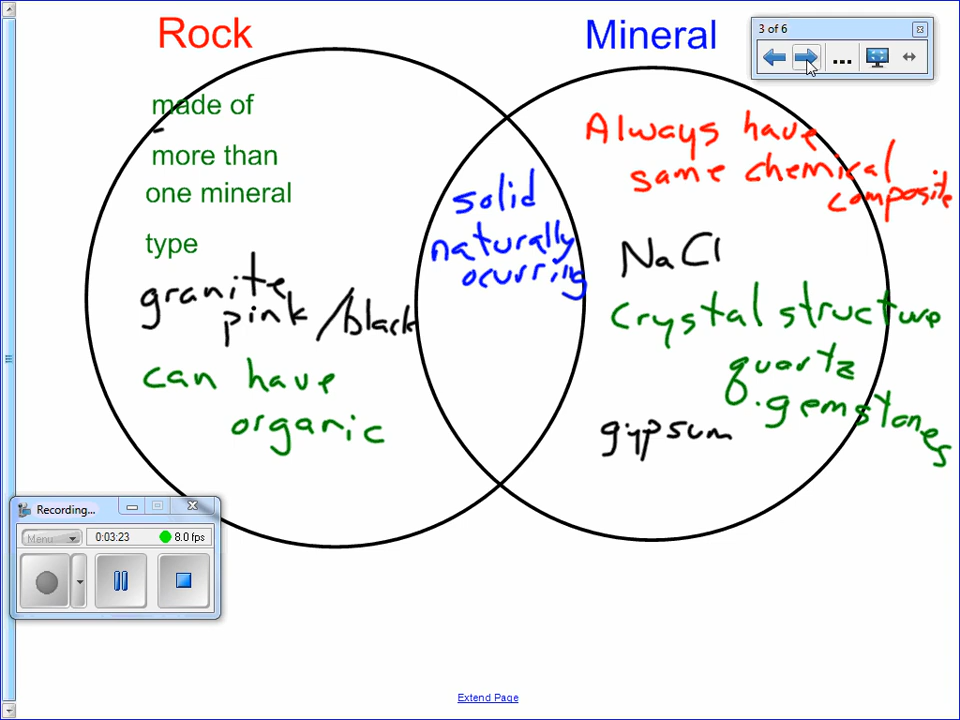 Rock
Mineral
3 of 6
...
made of
more than
one mineral
type
granite
pink/black
can have
organic
solid
naturally
ocurring
Always have
same chemical
composite
NaCl
Crystal structure
quartz
gemstones
gypsum
Recording...
Menu
0:03:23
8.0 fps
Extend Page